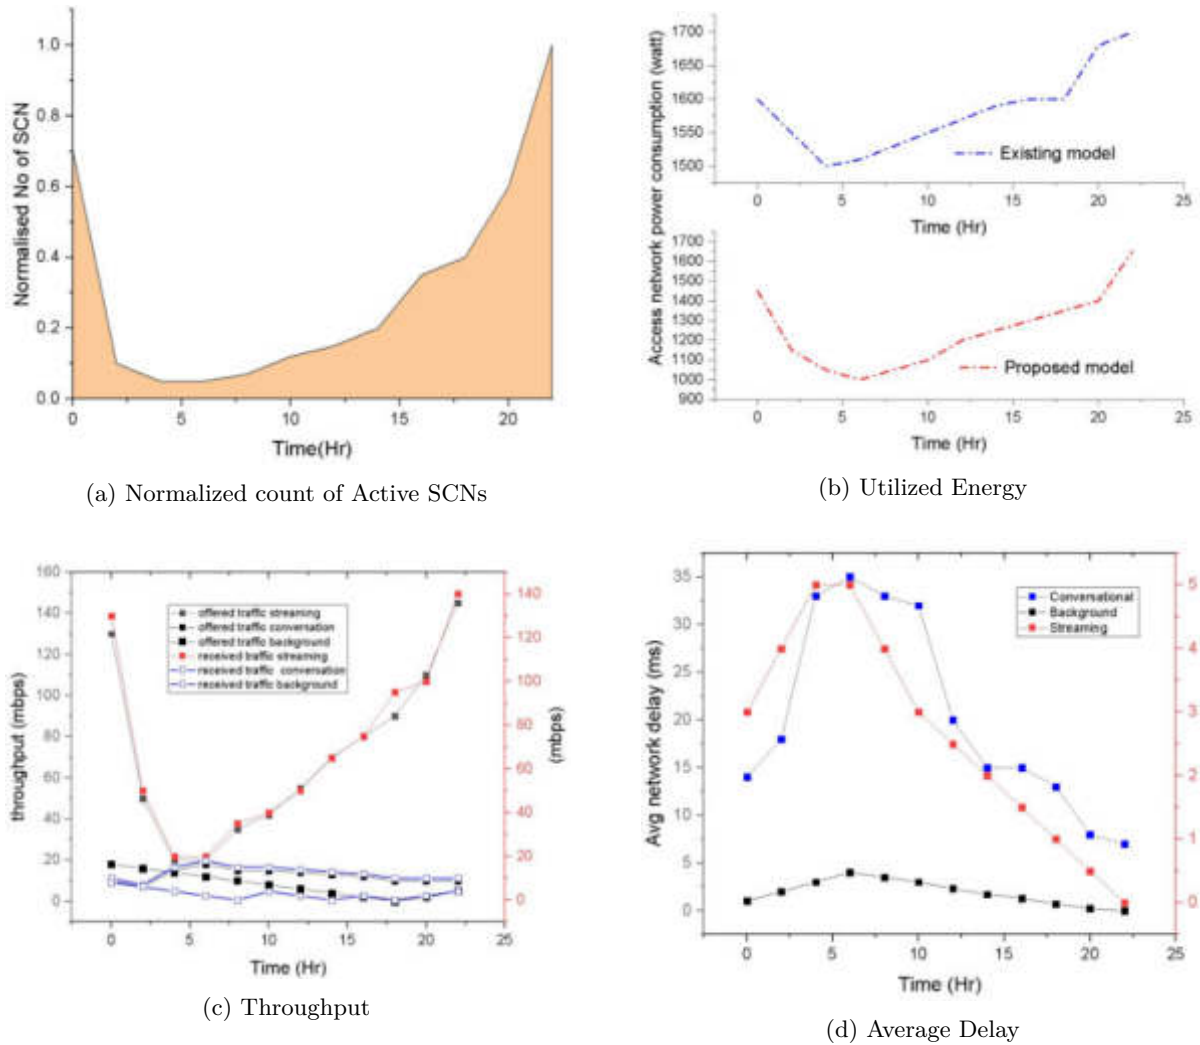 1.0
0.8
0.6
0.4
0.2
0.0
Normalised No of SCN
0 5 10 15 20
Time(Hr)
(a) Normalized count of Active SCNs
Access network power consumption (watt)
1700
1650
1600
1550
1500
Existing model
0 5 10 15 20 25
Time (Hr)
1700
1600
1500
1400
1300
1200
1100
1000
900
Proposed model
0 5 10 15 20 25
Time (Hr)
(b) Utilized Energy
160
140
120
100
80
60
40
20
0
throughput (mbps)
offered traffic streaming
offered traffic conversation
offered traffic background
received traffic streaming
received traffic conversation
received traffic background
140
120
100
80
60
40
20
0
(mbps)
0 5 10 15 20 25
Time (Hr)
(c) Throughput
35
30
25
20
15
10
5
0
Avg network delay (ms)
Conversational
Background
Streaming
5
4
3
2
1
0
0 5 10 15 20 25
Time (Hr)
(d) Average Delay